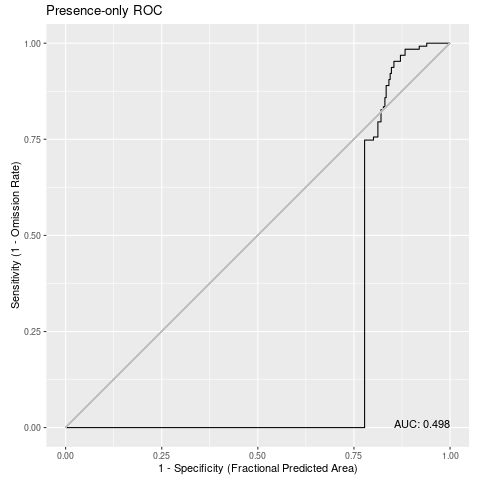 Presence-only ROC
Sensitivity (1 - Omission Rate)
1.00
0.75
0.50
0.25
0.00
AUC: 0.498
0.00 0.25 0.50 0.75 1.00
1 - Specificity (Fractional Predicted Area)